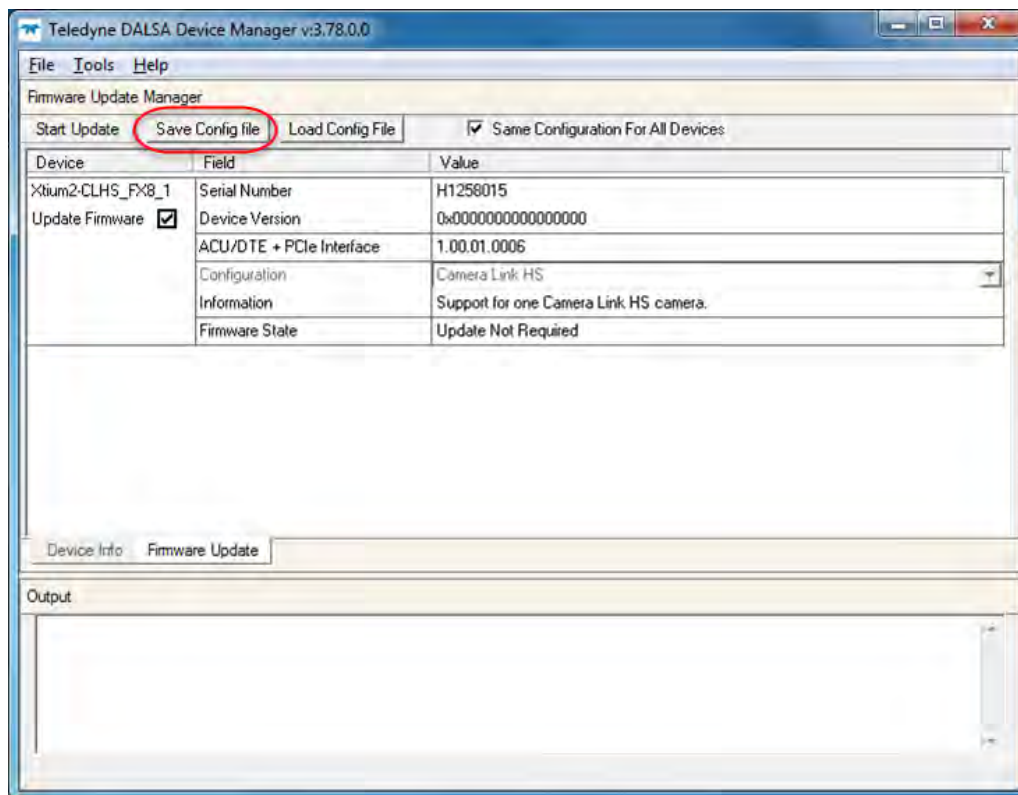 Teledyne DALSA Device Manager v:3.78.0.0
File Tools Help
Firmware Update Manager
Start Update Save Config file Load Config File Same Configuration For All Devices
Device Field Value
Xtium2-CLHS_FX8_1 Serial Number H1258015
Update Firmware Device Version 0x0000000000000000
ACU/DTE + PCIe Interface 1.00.01.0006
Configuration Camera Link HS
Information Support for one Camera Link HS camera.
Firmware State Update Not Required
Device Info Firmware Update
Output